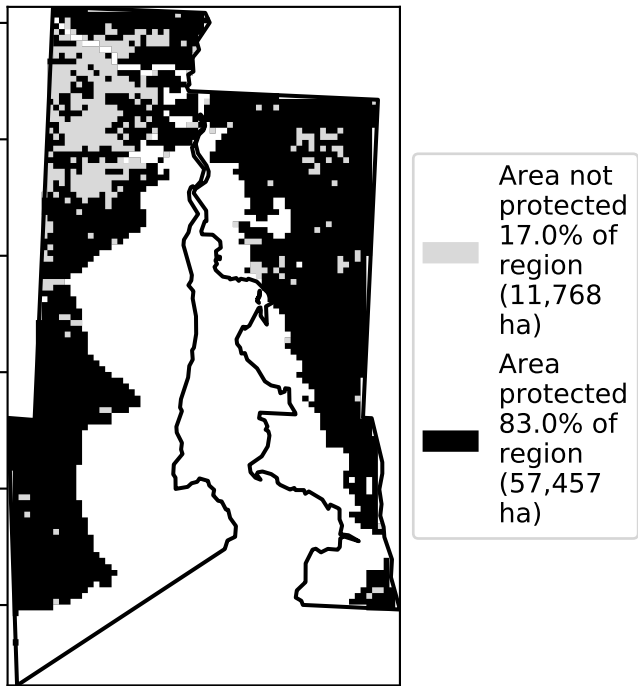 Area not
protected
17.0% of
region
(11,768
ha)
Area
protected
83.0% of
region
(57,457
ha)